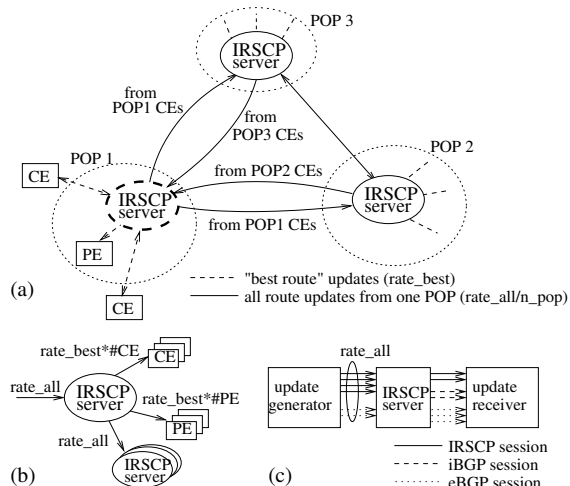 POP 3
IRSCP
server
from
POP1 CEs
from
POP3 CEs
POP 1
from POP2 CEs
POP 2
CE
IRSCP
server
IRSCP
server
from POP1 CEs
PE
CE
(a)
"best route" updates (rate_best)
all route updates from one POP (rate_all/n_pop)
rate_best*#CE
CE
rate_all
IRSCP
server
rate_best*#PE
PE
rate_all
IRSCP
server
(b)
rate_all
update
generator
IRSCP
server
update
receiver
IRSCP session
iBGP session
eBGP session
(c)